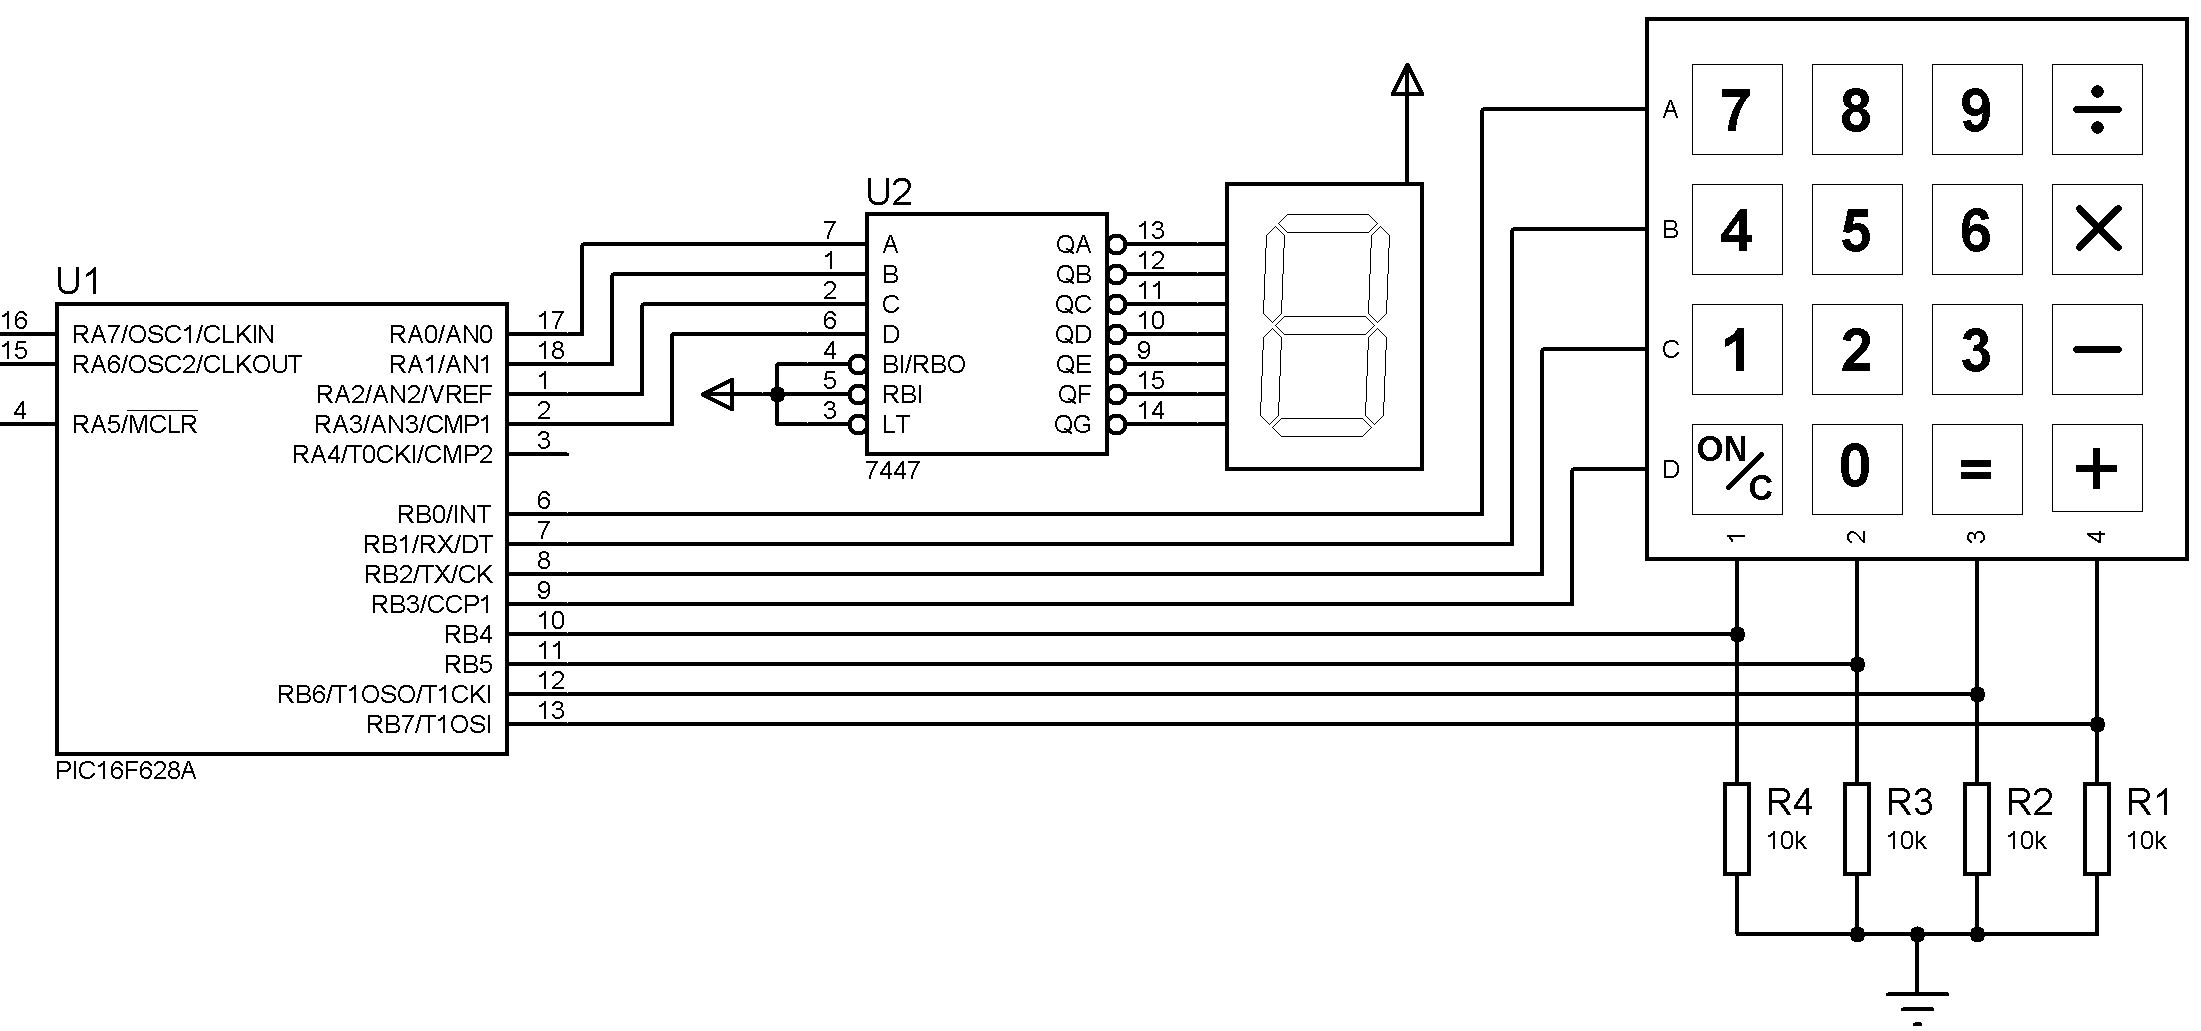 U1
16 RA7/OSC1/CLKIN
15 RA6/OSC2/CLKOUT
4 RA5/MCLR
RA0/AN0 17
RA1/AN1 18
RA2/AN2/VREF 1
RA3/AN3/CMP1 2
RA4/T0CKI/CMP2 3
RB0/INT 6
RB1/RX/DT 7
RB2/TX/CK 8
RB3/CCP1 9
RB4 10
RB5 11
RB6/T1OSO/T1CKI 12
RB7/T1OSI 13
PIC16F628A
U2
7 A QA 13
1 B QB 12
2 C QC 11
6 D QD 10
4 BI/RBO QE 9
5 RBI QF 15
3 LT QG 14
7447
A 7 8 9 ÷
B 4 5 6 ×
C 1 2 3 −
D ON/C 0 = +
1 2 3 4
R4 R3 R2 R1
10k 10k 10k 10k